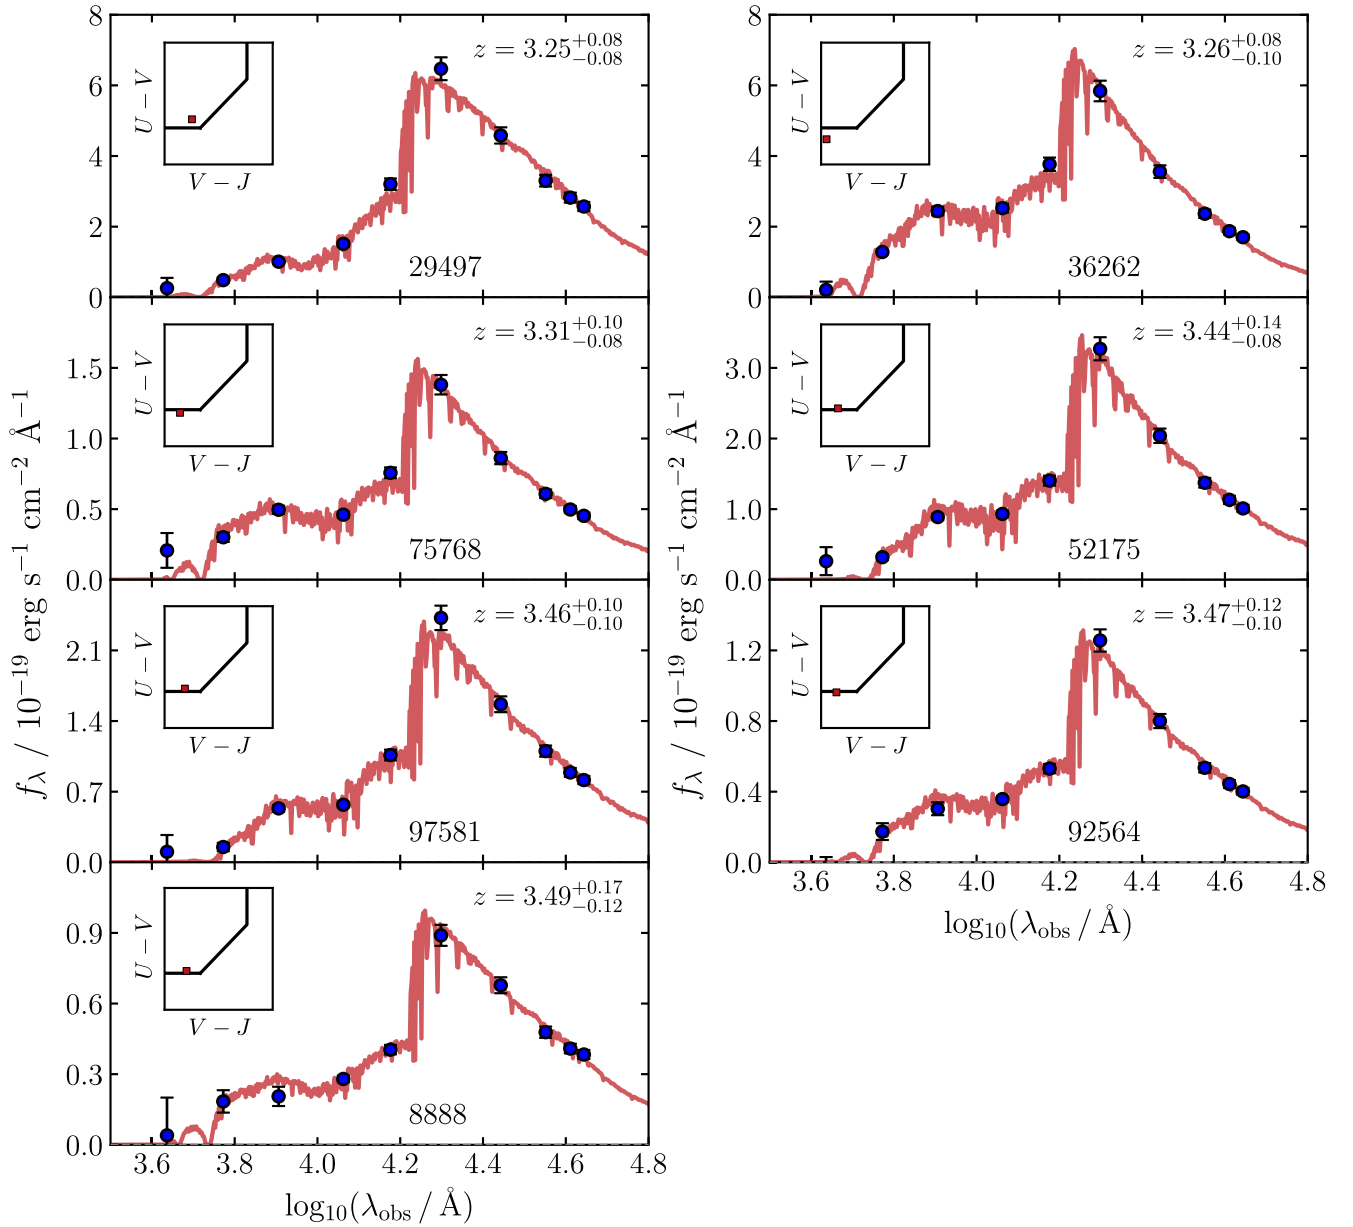 8
6
4
2
0
z = 3.25 +0.08 −0.08
U − V
V − J
29497
z = 3.26 +0.08 −0.10
U − V
V − J
36262
1.5
1.0
0.5
0.0
z = 3.31 +0.10 −0.08
U − V
V − J
75768
3.0
2.0
1.0
0.0
z = 3.44 +0.14 −0.08
U − V
V − J
52175
2.1
1.4
0.7
0.0
z = 3.46 +0.10 −0.10
U − V
V − J
97581
1.2
0.8
0.4
0.0
z = 3.47 +0.12 −0.10
U − V
V − J
92564
3.6 3.8 4.0 4.2 4.4 4.6 4.8
log₁₀(λobs / Å)
0.9
0.6
0.3
0.0
z = 3.49 +0.17 −0.12
U − V
V − J
8888
3.6 3.8 4.0 4.2 4.4 4.6 4.8
log₁₀(λobs / Å)
fλ / 10⁻¹⁹ erg s⁻¹ cm⁻² Å⁻¹
fλ / 10⁻¹⁹ erg s⁻¹ cm⁻² Å⁻¹